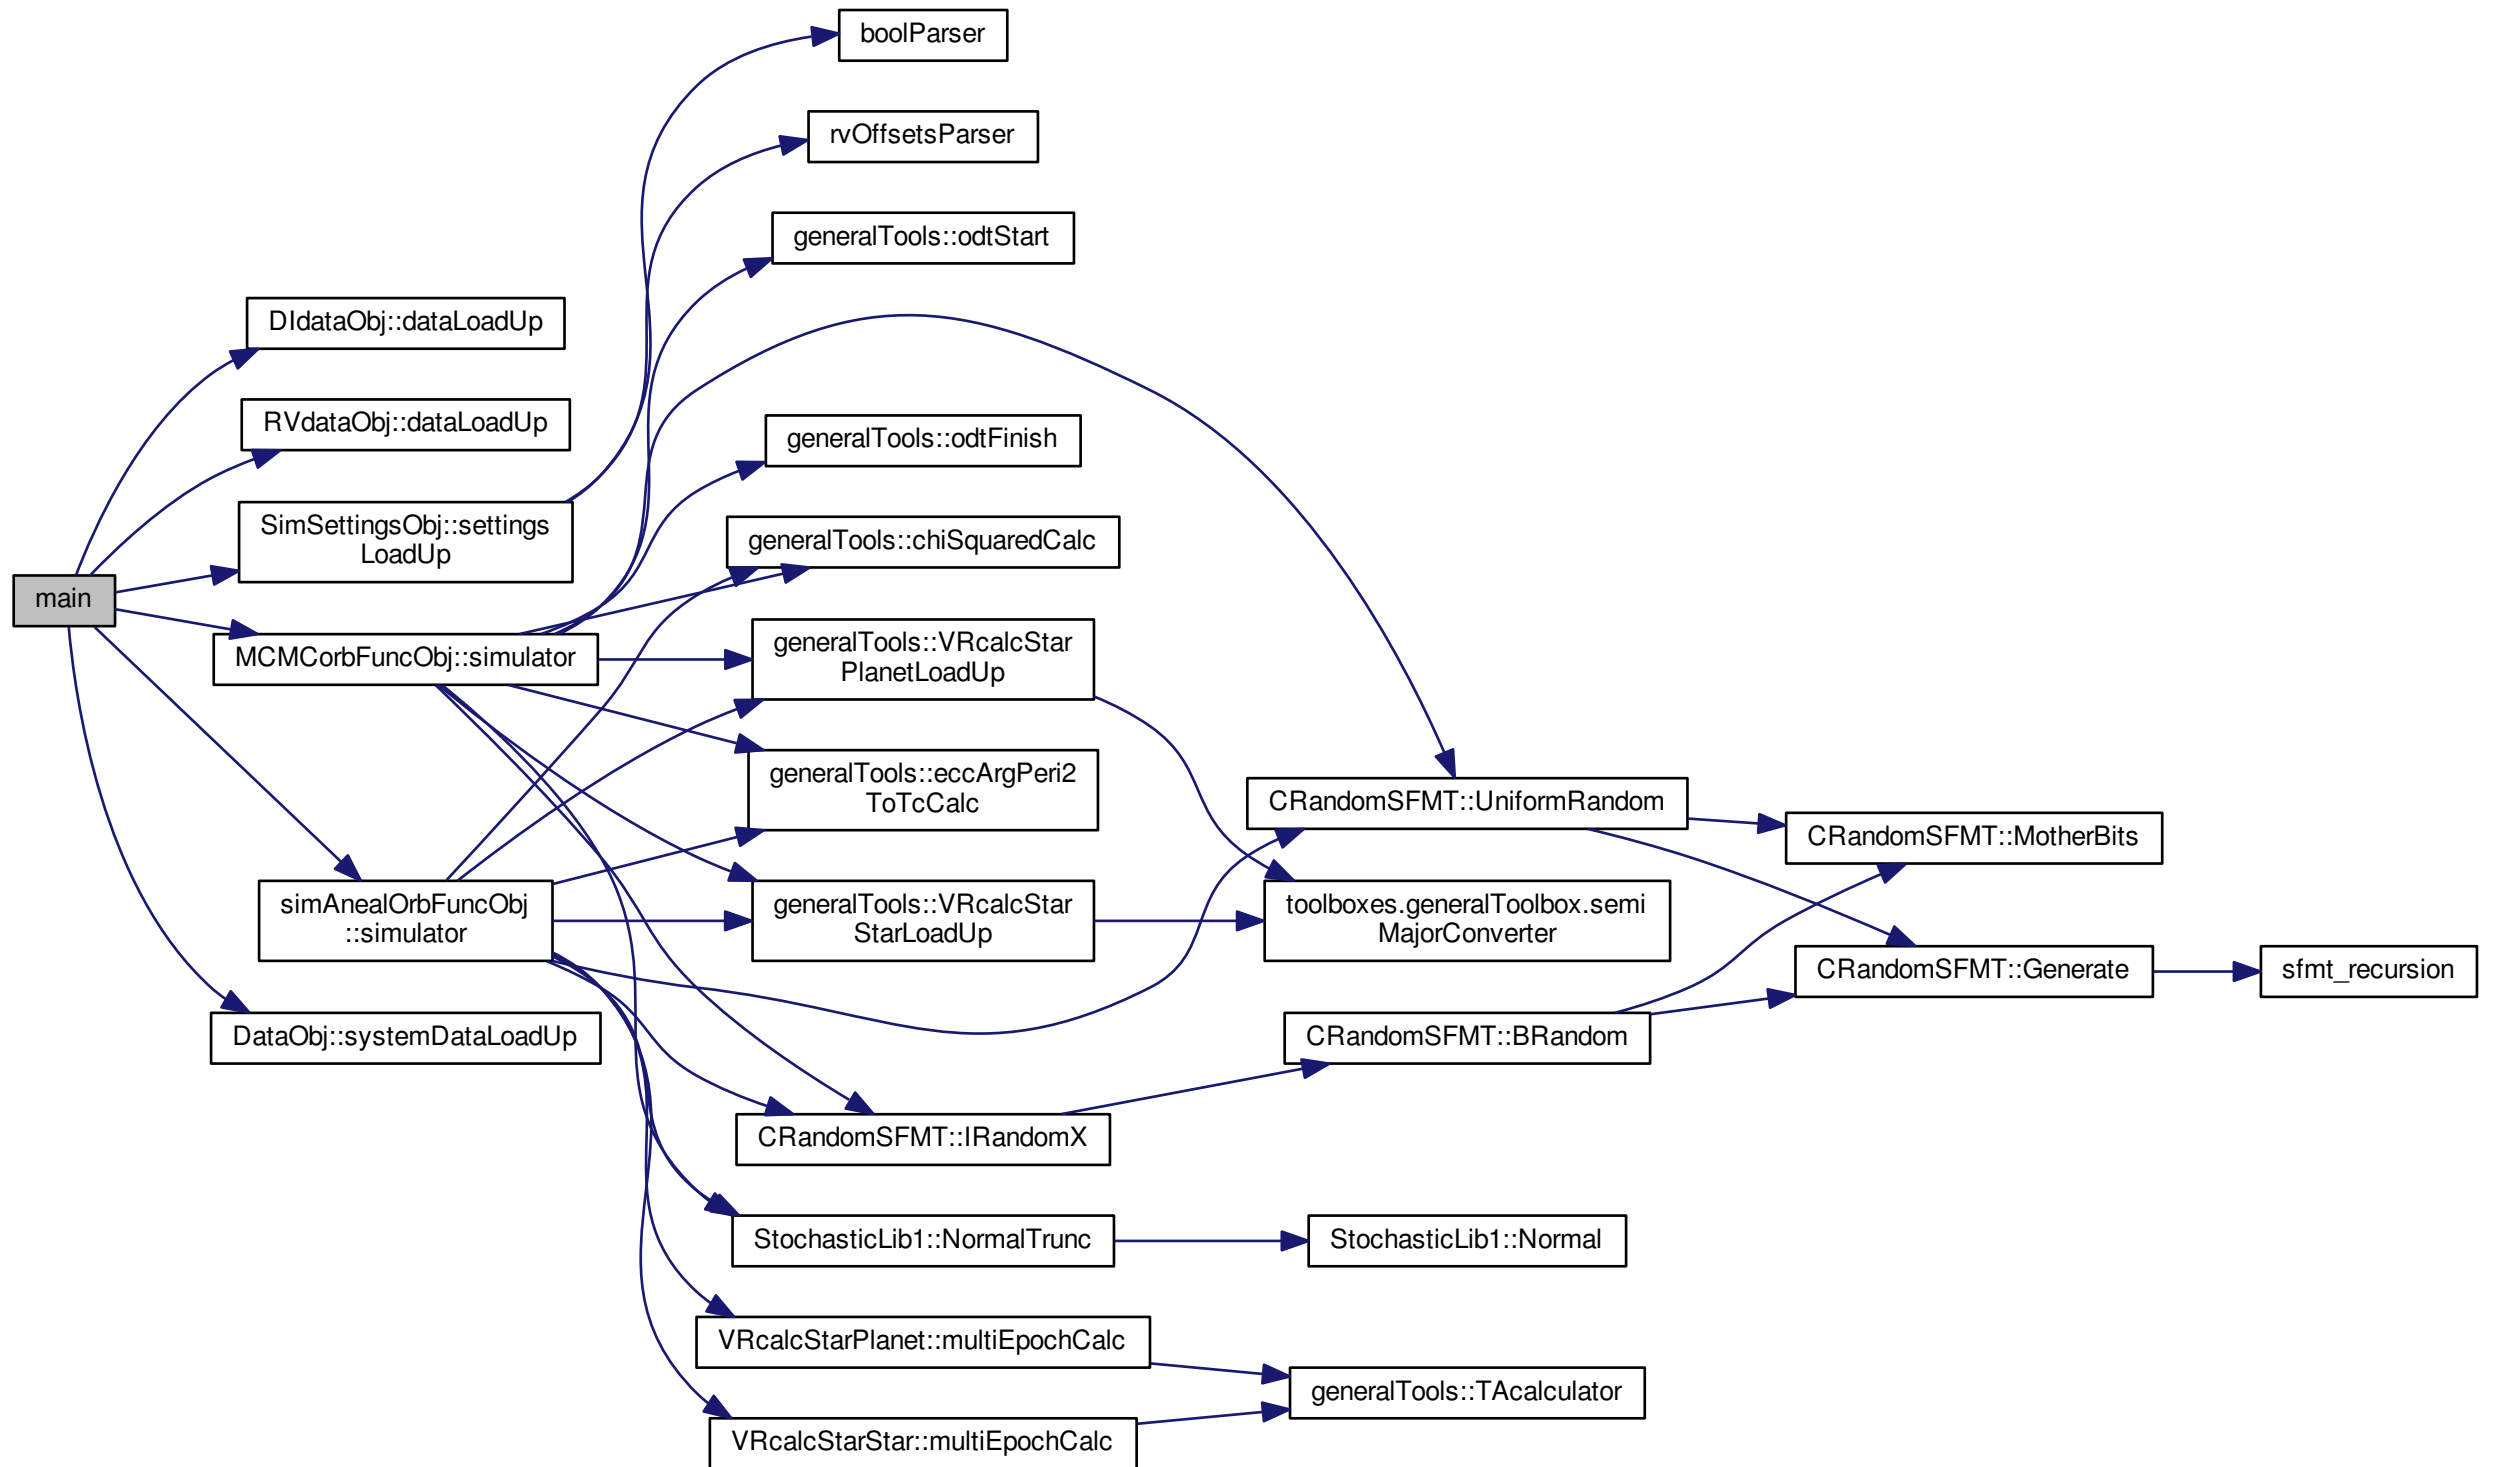 boolParser
rvOffsetsParser
generalTools::odtStart
DIdataObj::dataLoadUp
RVdataObj::dataLoadUp
generalTools::odtFinish
SimSettingsObj::settings
LoadUp
generalTools::chiSquaredCalc
main
MCMCorbFuncObj::simulator
generalTools::VRcalcStar
PlanetLoadUp
generalTools::eccArgPeri2
ToTcCalc
CRandomSFMT::UniformRandom
CRandomSFMT::MotherBits
simAnealOrbFuncObj
::simulator
generalTools::VRcalcStar
StarLoadUp
toolboxes.generalToolbox.semi
MajorConverter
CRandomSFMT::Generate
sfmt_recursion
DataObj::systemDataLoadUp
CRandomSFMT::BRandom
CRandomSFMT::IRandomX
StochasticLib1::NormalTrunc
StochasticLib1::Normal
VRcalcStarPlanet::multiEpochCalc
generalTools::TAcalculator
VRcalcStarStar::multiEpochCalc